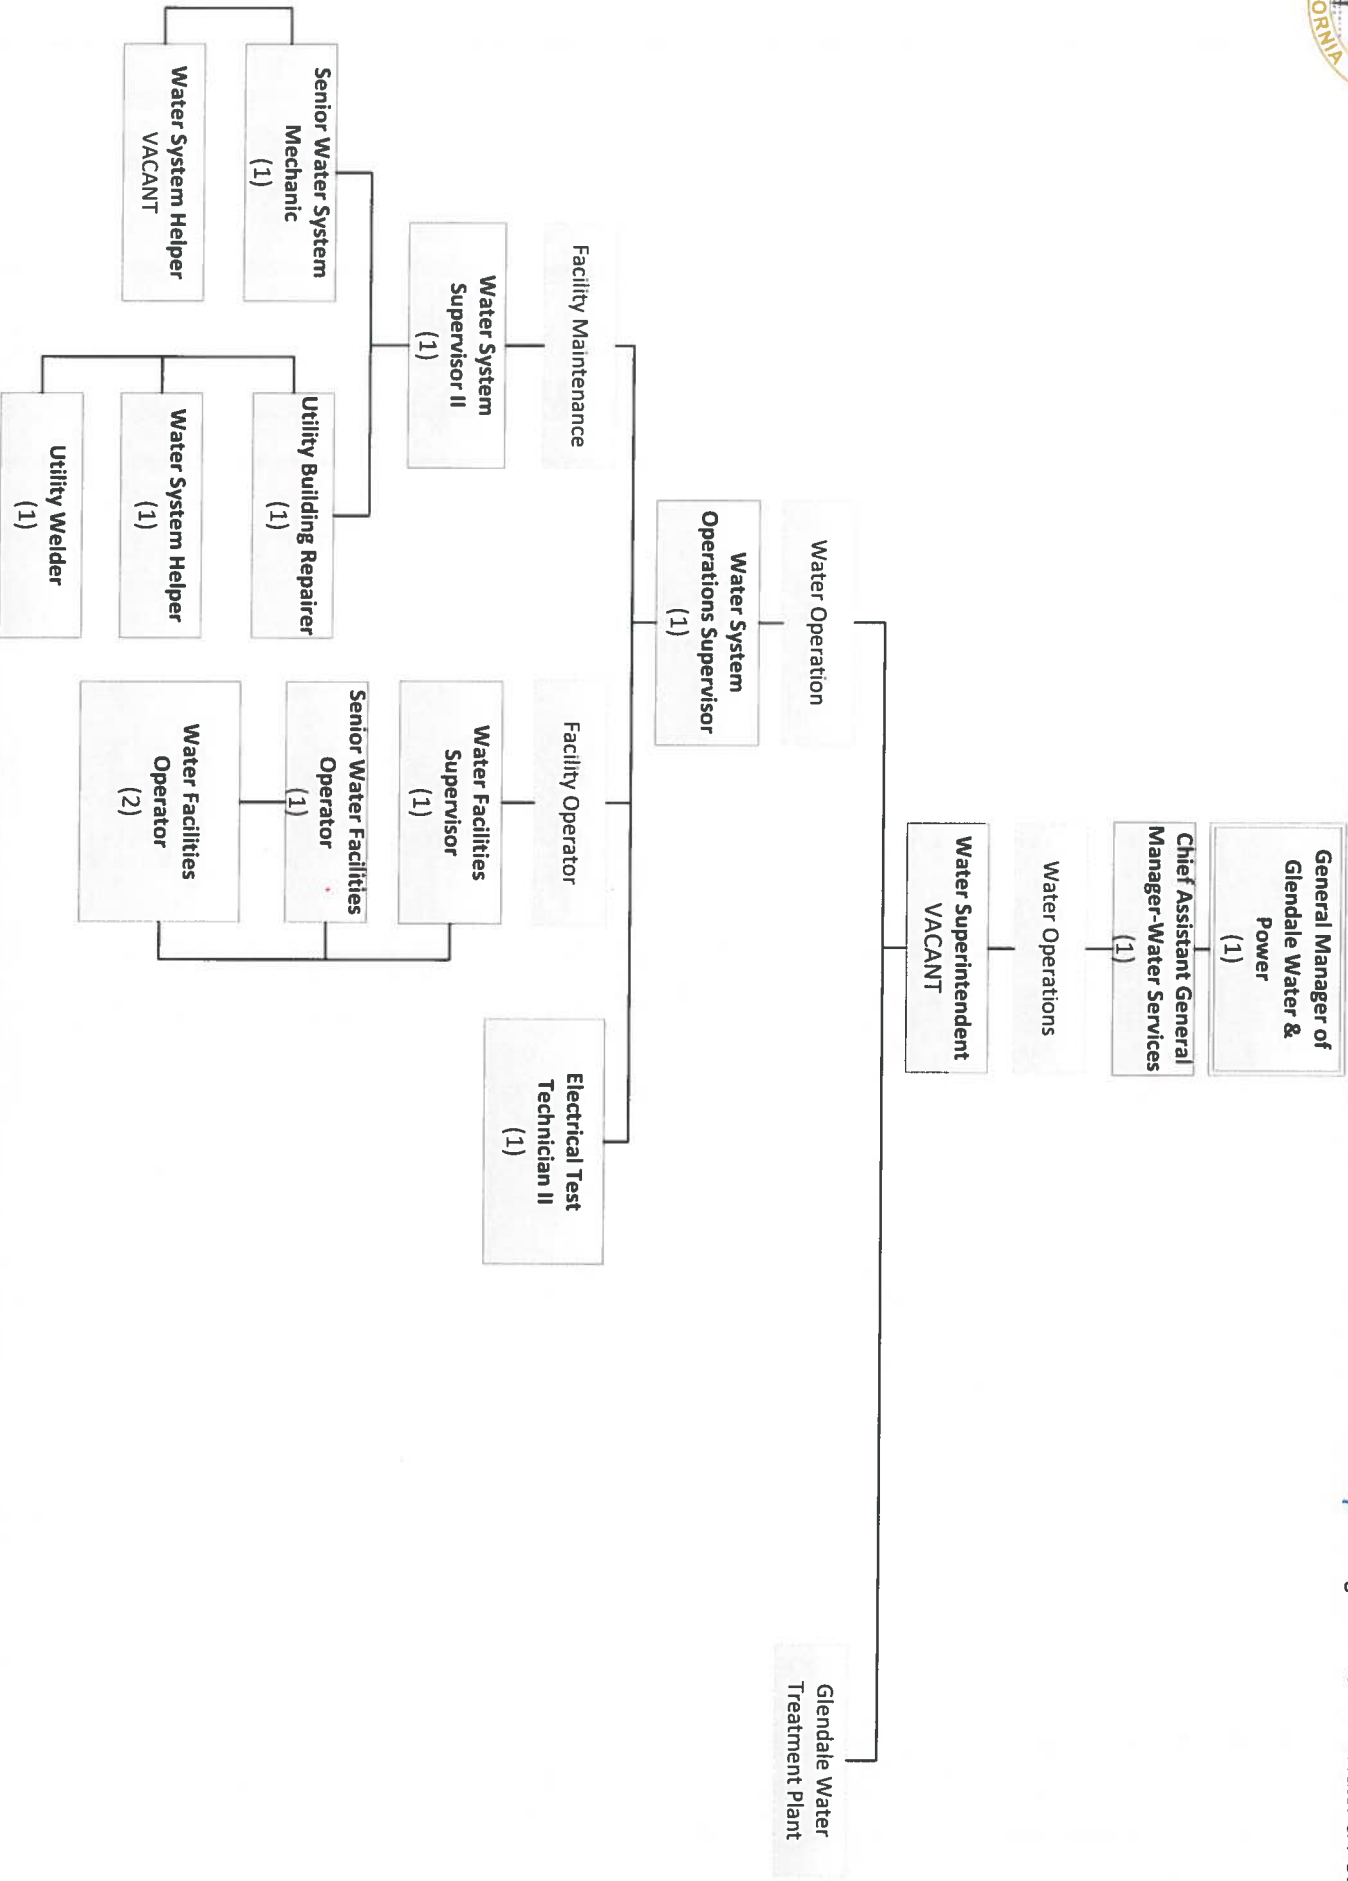 ORNIA
General Manager of
Glendale Water &
Power
(1)
Chief Assistant General
Manager-Water Services
(1)
Water Operations
Water Superintendent
VACANT
Water Operation
Glendale Water
Treatment Plant
Water System
Operations Supervisor
(1)
Facility Maintenance
Facility Operator
Electrical Test
Technician II
(1)
Water System
Supervisor II
(1)
Water Facilities
Supervisor
(1)
Senior Water System
Mechanic
(1)
Utility Building Repairer
(1)
Senior Water Facilities
Operator
(1)
Water System Helper
VACANT
Water System Helper
(1)
Water Facilities
Operator
(2)
Utility Welder
(1)